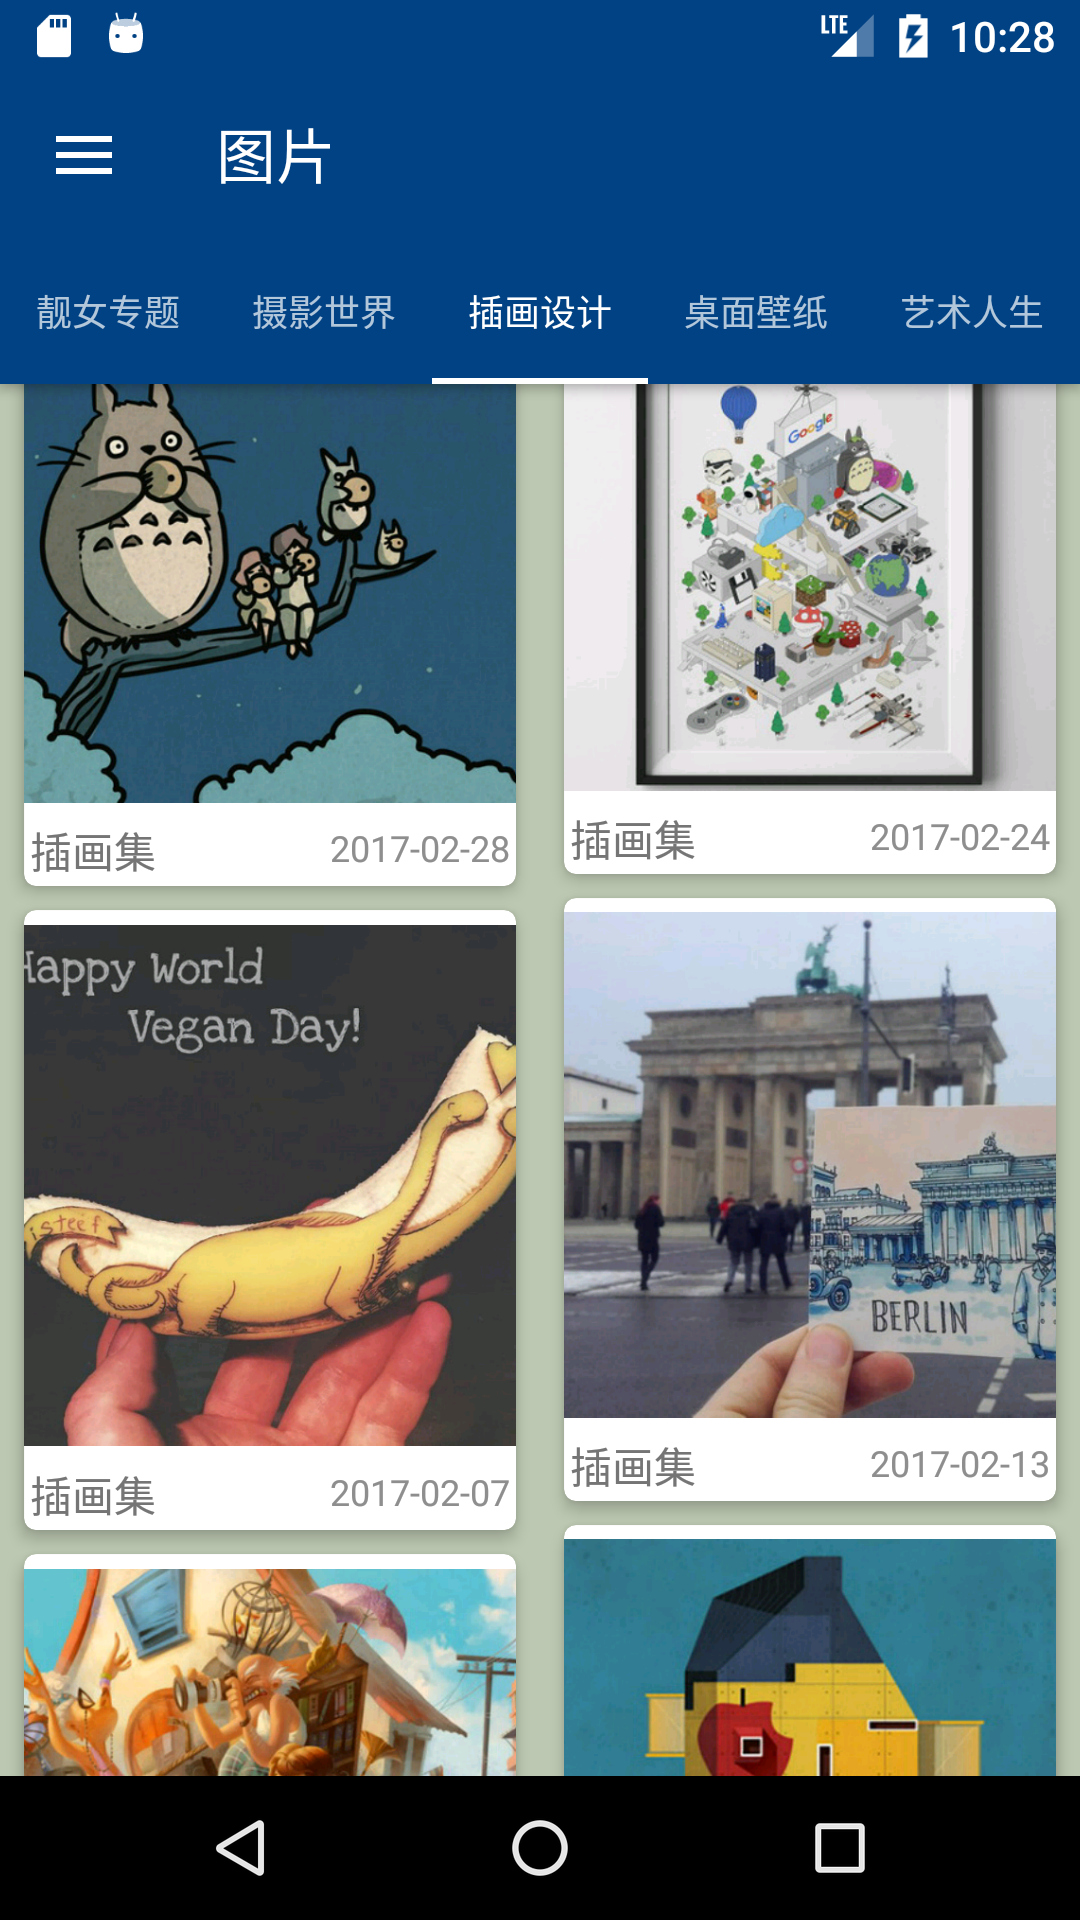 LTE 10:28
图片
靓女专题 摄影世界 插画设计 桌面壁纸 艺术人生
Google
插画集 2017-02-28
插画集 2017-02-24
Happy World
Vegan Day!
isteef
BERLIN
插画集 2017-02-07
插画集 2017-02-13